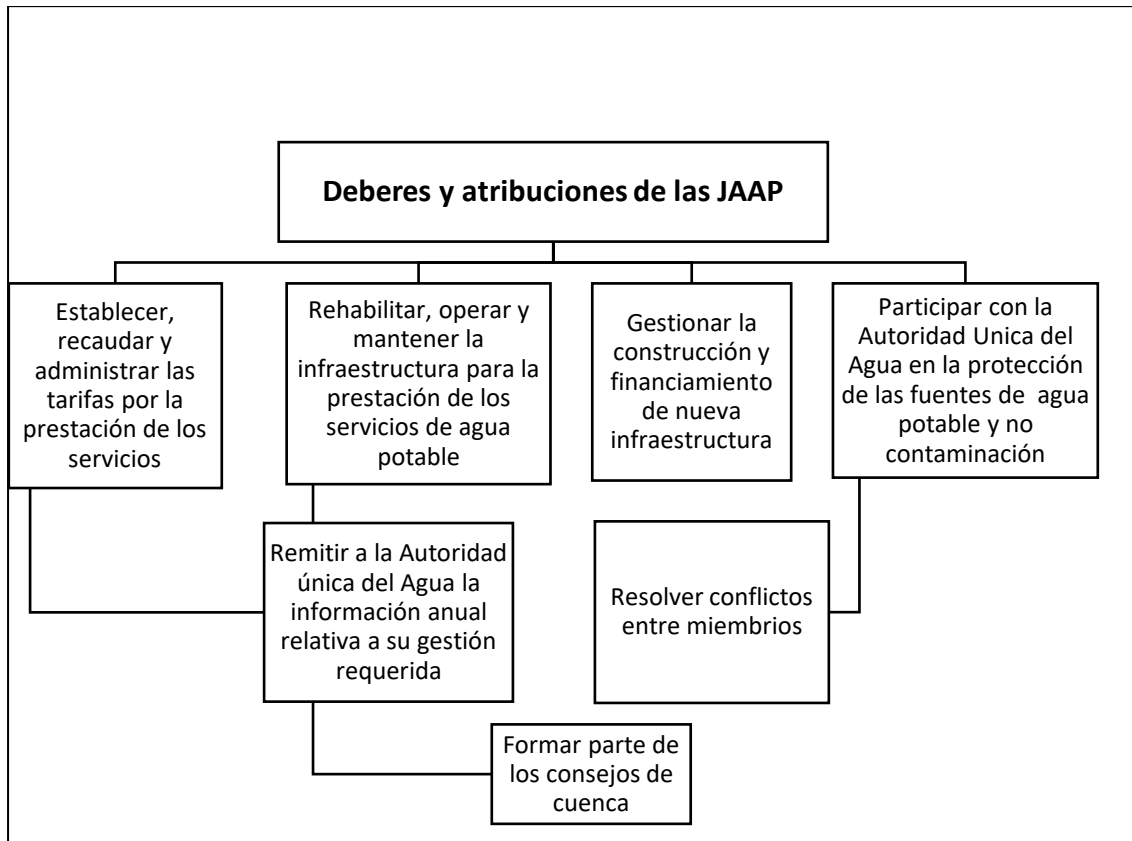 Deberes y atribuciones de las JAAP
Establecer,
recaudar y
administrar las
tarifas por la
prestación de los
servicios
Rehabilitar, operar y
mantener la
infraestructura para la
prestación de los
servicios de agua
potable
Gestionar la
construcción y
financiamiento
de nueva
infraestructura
Participar con la
Autoridad Unica del
Agua en la protección
de las fuentes de agua
potable y no
contaminación
Remitir a la Autoridad
única del Agua la
información anual
relativa a su gestión
requerida
Resolver conflictos
entre miembrios
Formar parte de
los consejos de
cuenca